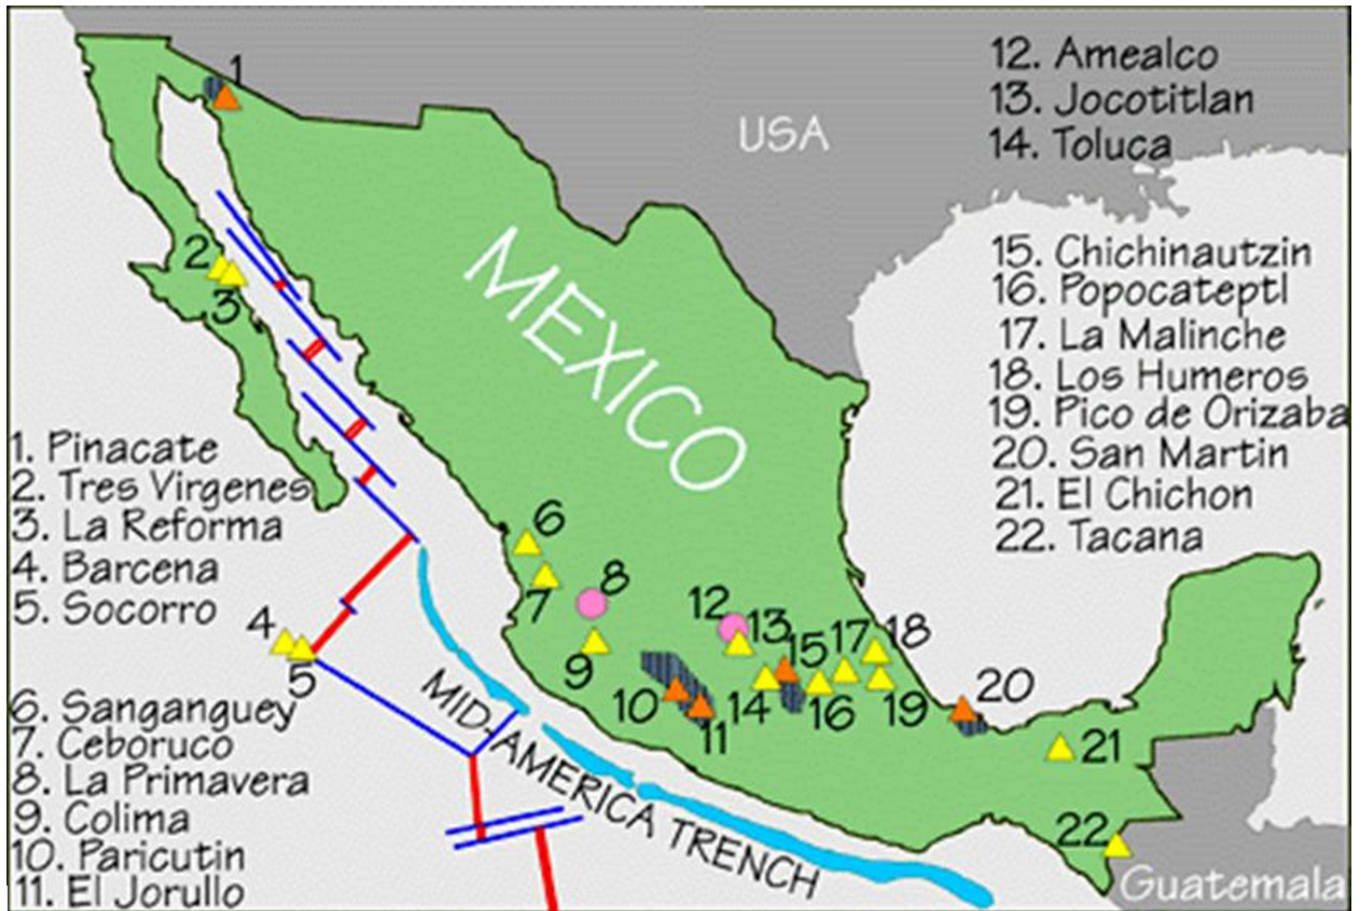 1
12. Amealco
13. Jocotitlan
14. Toluca
USA
MEXICO
2
3
15. Chichinautzin
16. Popocateptl
17. La Malinche
18. Los Humeros
19. Pico de Orizaba
20. San Martin
21. El Chichon
22. Tacana
1. Pinacate
2. Tres Virgenes
3. La Reforma
4. Barcena
5. Socorro
6
7
8
9
10
11
12
13
14
15
16
17
18
19
20
21
22
4
5
MID-AMERICA TRENCH
6. Sanganguey
7. Ceboruco
8. La Primavera
9. Colima
10. Paricutin
11. El Jorullo
Guatemala